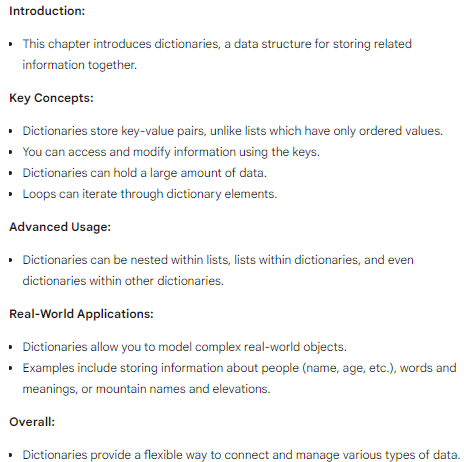 Introduction:
• This chapter introduces dictionaries, a data structure for storing related
information together.
Key Concepts:
• Dictionaries store key-value pairs, unlike lists which have only ordered values.
• You can access and modify information using the keys.
• Dictionaries can hold a large amount of data.
• Loops can iterate through dictionary elements.
Advanced Usage:
• Dictionaries can be nested within lists, lists within dictionaries, and even
dictionaries within other dictionaries.
Real-World Applications:
• Dictionaries allow you to model complex real-world objects.
• Examples include storing information about people (name, age, etc.), words and
meanings, or mountain names and elevations.
Overall:
• Dictionaries provide a flexible way to connect and manage various types of data.